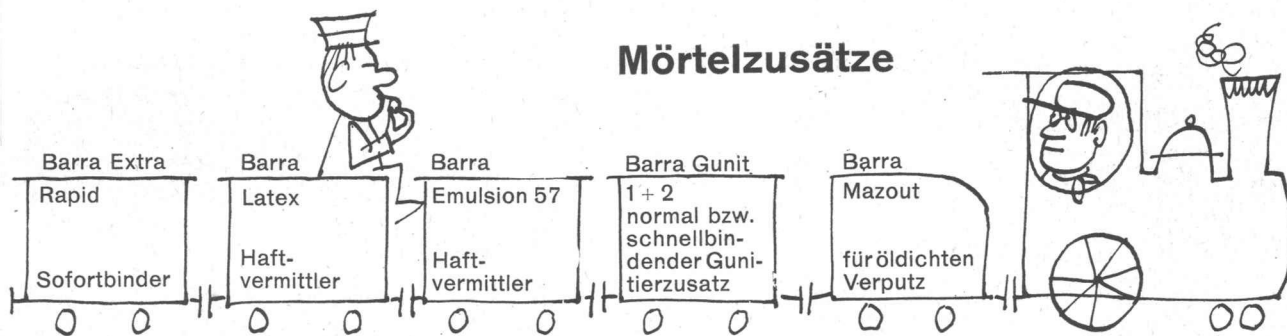 Mörtelzusätze
Barra Extra
Rapid
Sofortbinder
Barra
Latex
Haft-
vermittler
Barra
Emulsion 57
Haft-
vermittler
Barra Gunit
1 + 2
normal bzw.
schnellbin-
dender Guni-
tierzusatz
Barra
Mazout
für öldichten
Verputz